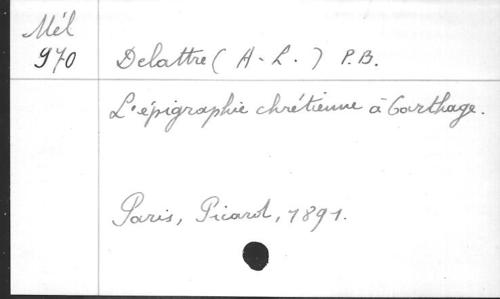 Mél
970
Delattre (A.-L.) P.B.
L'épigraphie chrétienne à Carthage.
Paris, Picard, 1891.